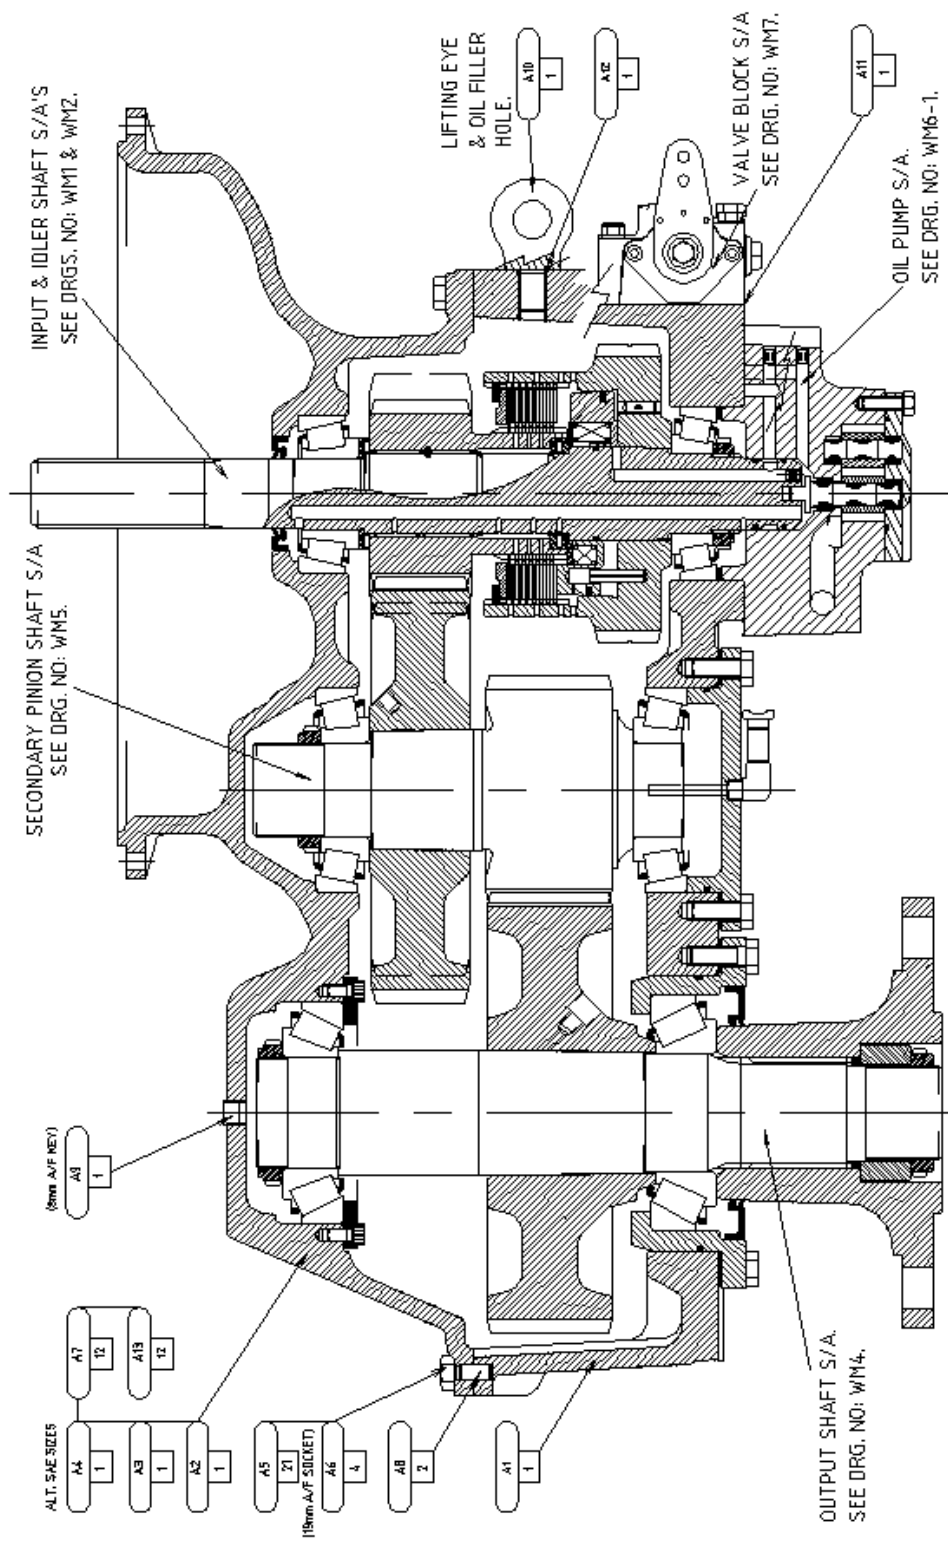 INPUT & IDLER SHAFT S/A'S
SEE DRGS. NO: WM1 & WM2.
SECONDARY PINION SHAFT S/A
SEE DRG. NO: WM5.
LIFTING EYE
& OIL FILLER
HOLE.
A10
1
A12
1
VALVE BLOCK S/A
SEE DRG. NO: WM7.
A11
1
OIL PUMP S/A.
SEE DRG. NO: WM6-1.
(8mm A/F KEY)
A9
1
ALT. SAE SIZES
A4
1
A7
12
A3
1
A13
12
A2
1
A5
21
(19mm A/F SOCKET)
A6
4
A8
2
A1
1
OUTPUT SHAFT S/A.
SEE DRG. NO: WM4.